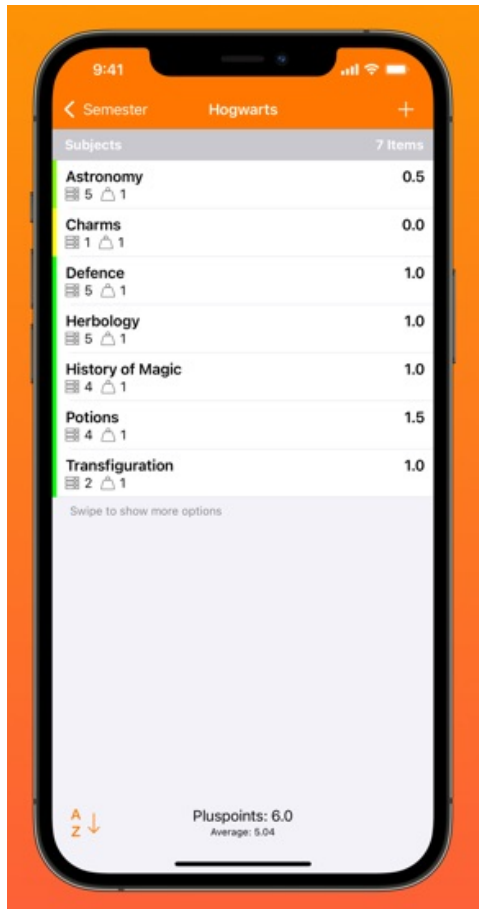 9:41
Semester Hogwarts +
Subjects 7 Items
Astronomy 0.5
5 1
Charms 0.0
1 1
Defence 1.0
5 1
Herbology 1.0
5 1
History of Magic 1.0
4 1
Potions 1.5
4 1
Transfiguration 1.0
2 1
Swipe to show more options
A
Z
Pluspoints: 6.0
Average: 5.04